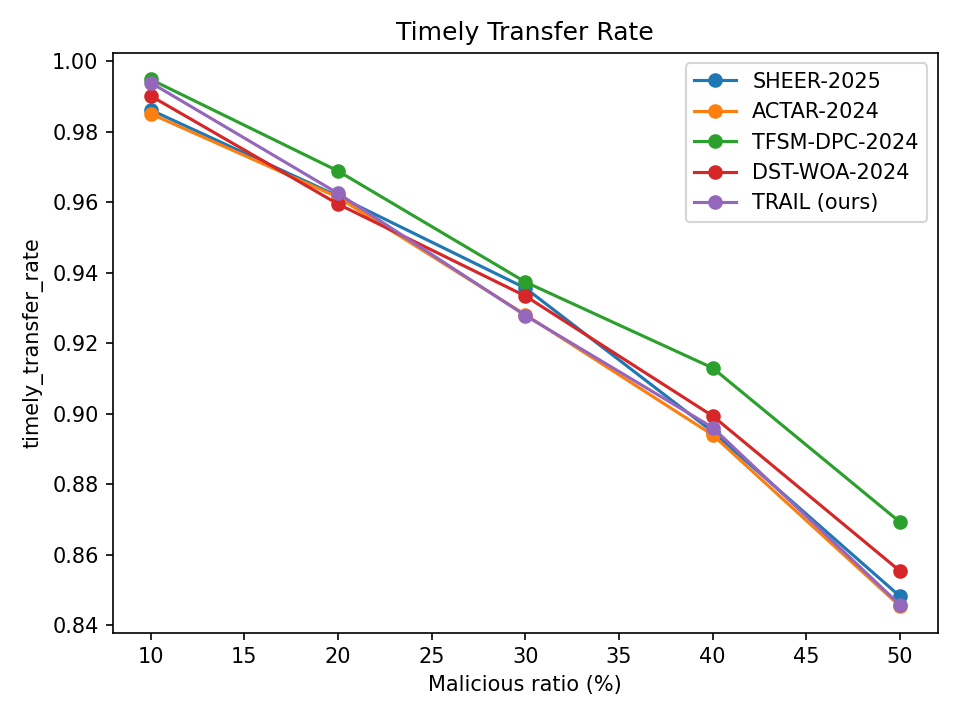 Timely Transfer Rate
timely_transfer_rate
1.00
0.98
0.96
0.94
0.92
0.90
0.88
0.86
0.84
SHEER-2025
ACTAR-2024
TFSM-DPC-2024
DST-WOA-2024
TRAIL (ours)
10 15 20 25 30 35 40 45 50
Malicious ratio (%)